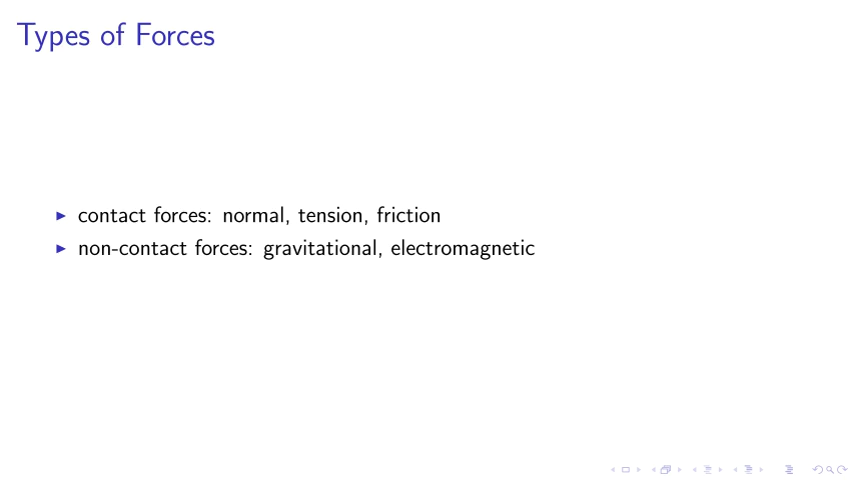 Types of Forces
contact forces: normal, tension, friction
non-contact forces: gravitational, electromagnetic